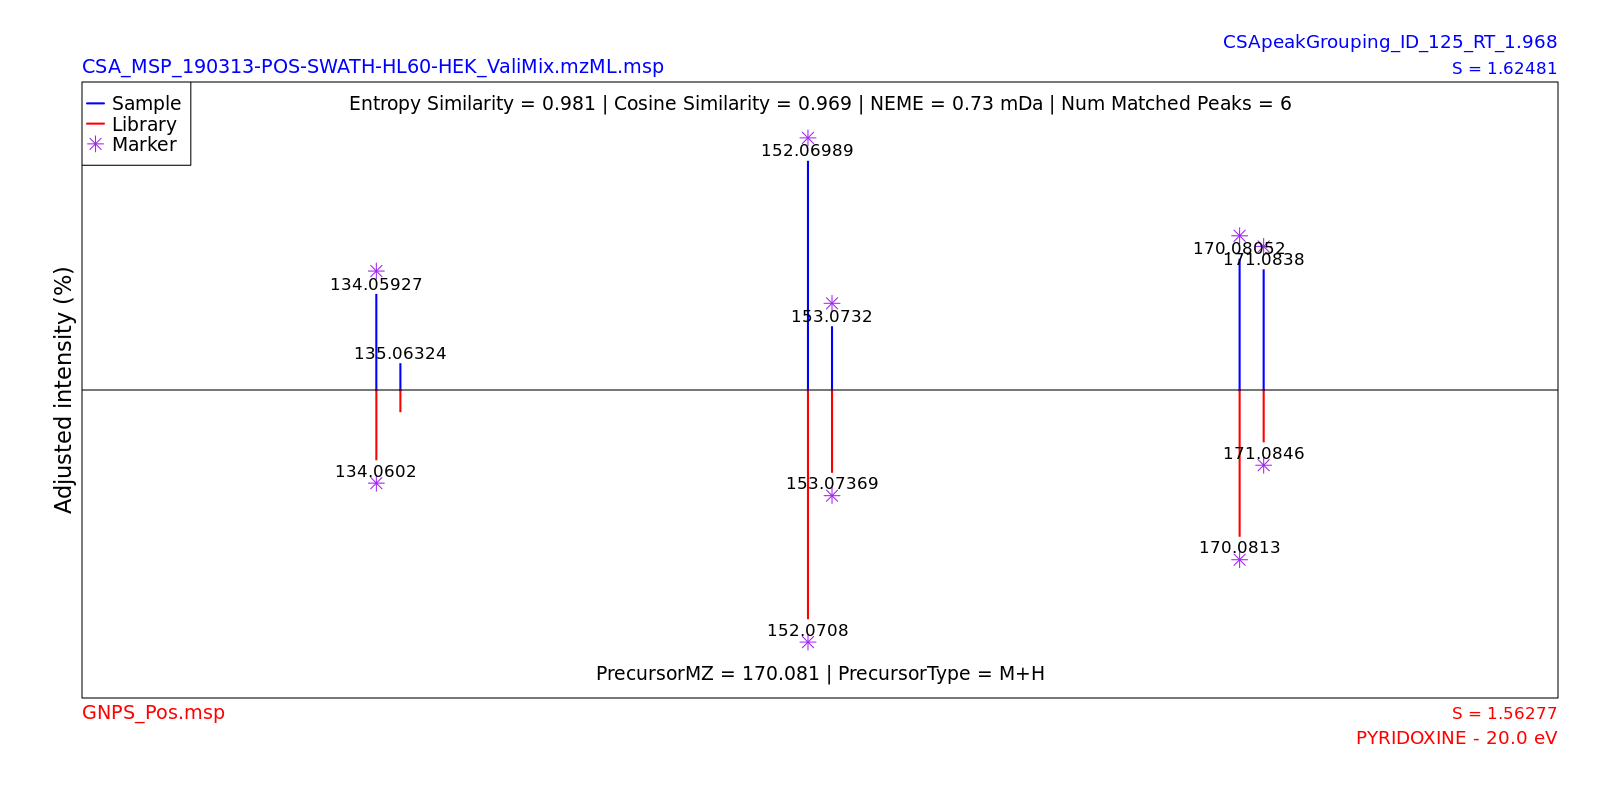 CSApeakGrouping_ID_125_RT_1.968
CSA_MSP_190313-POS-SWATH-HL60-HEK_ValiMix.mzML.msp
S = 1.62481
Sample
Library
Marker
Entropy Similarity = 0.981 | Cosine Similarity = 0.969 | NEME = 0.73 mDa | Num Matched Peaks = 6
152.06989
170.08052
171.0838
134.05927
153.0732
135.06324
Adjusted intensity (%)
171.0846
134.0602
153.07369
170.0813
152.0708
PrecursorMZ = 170.081 | PrecursorType = M+H
GNPS_Pos.msp
S = 1.56277
PYRIDOXINE - 20.0 eV